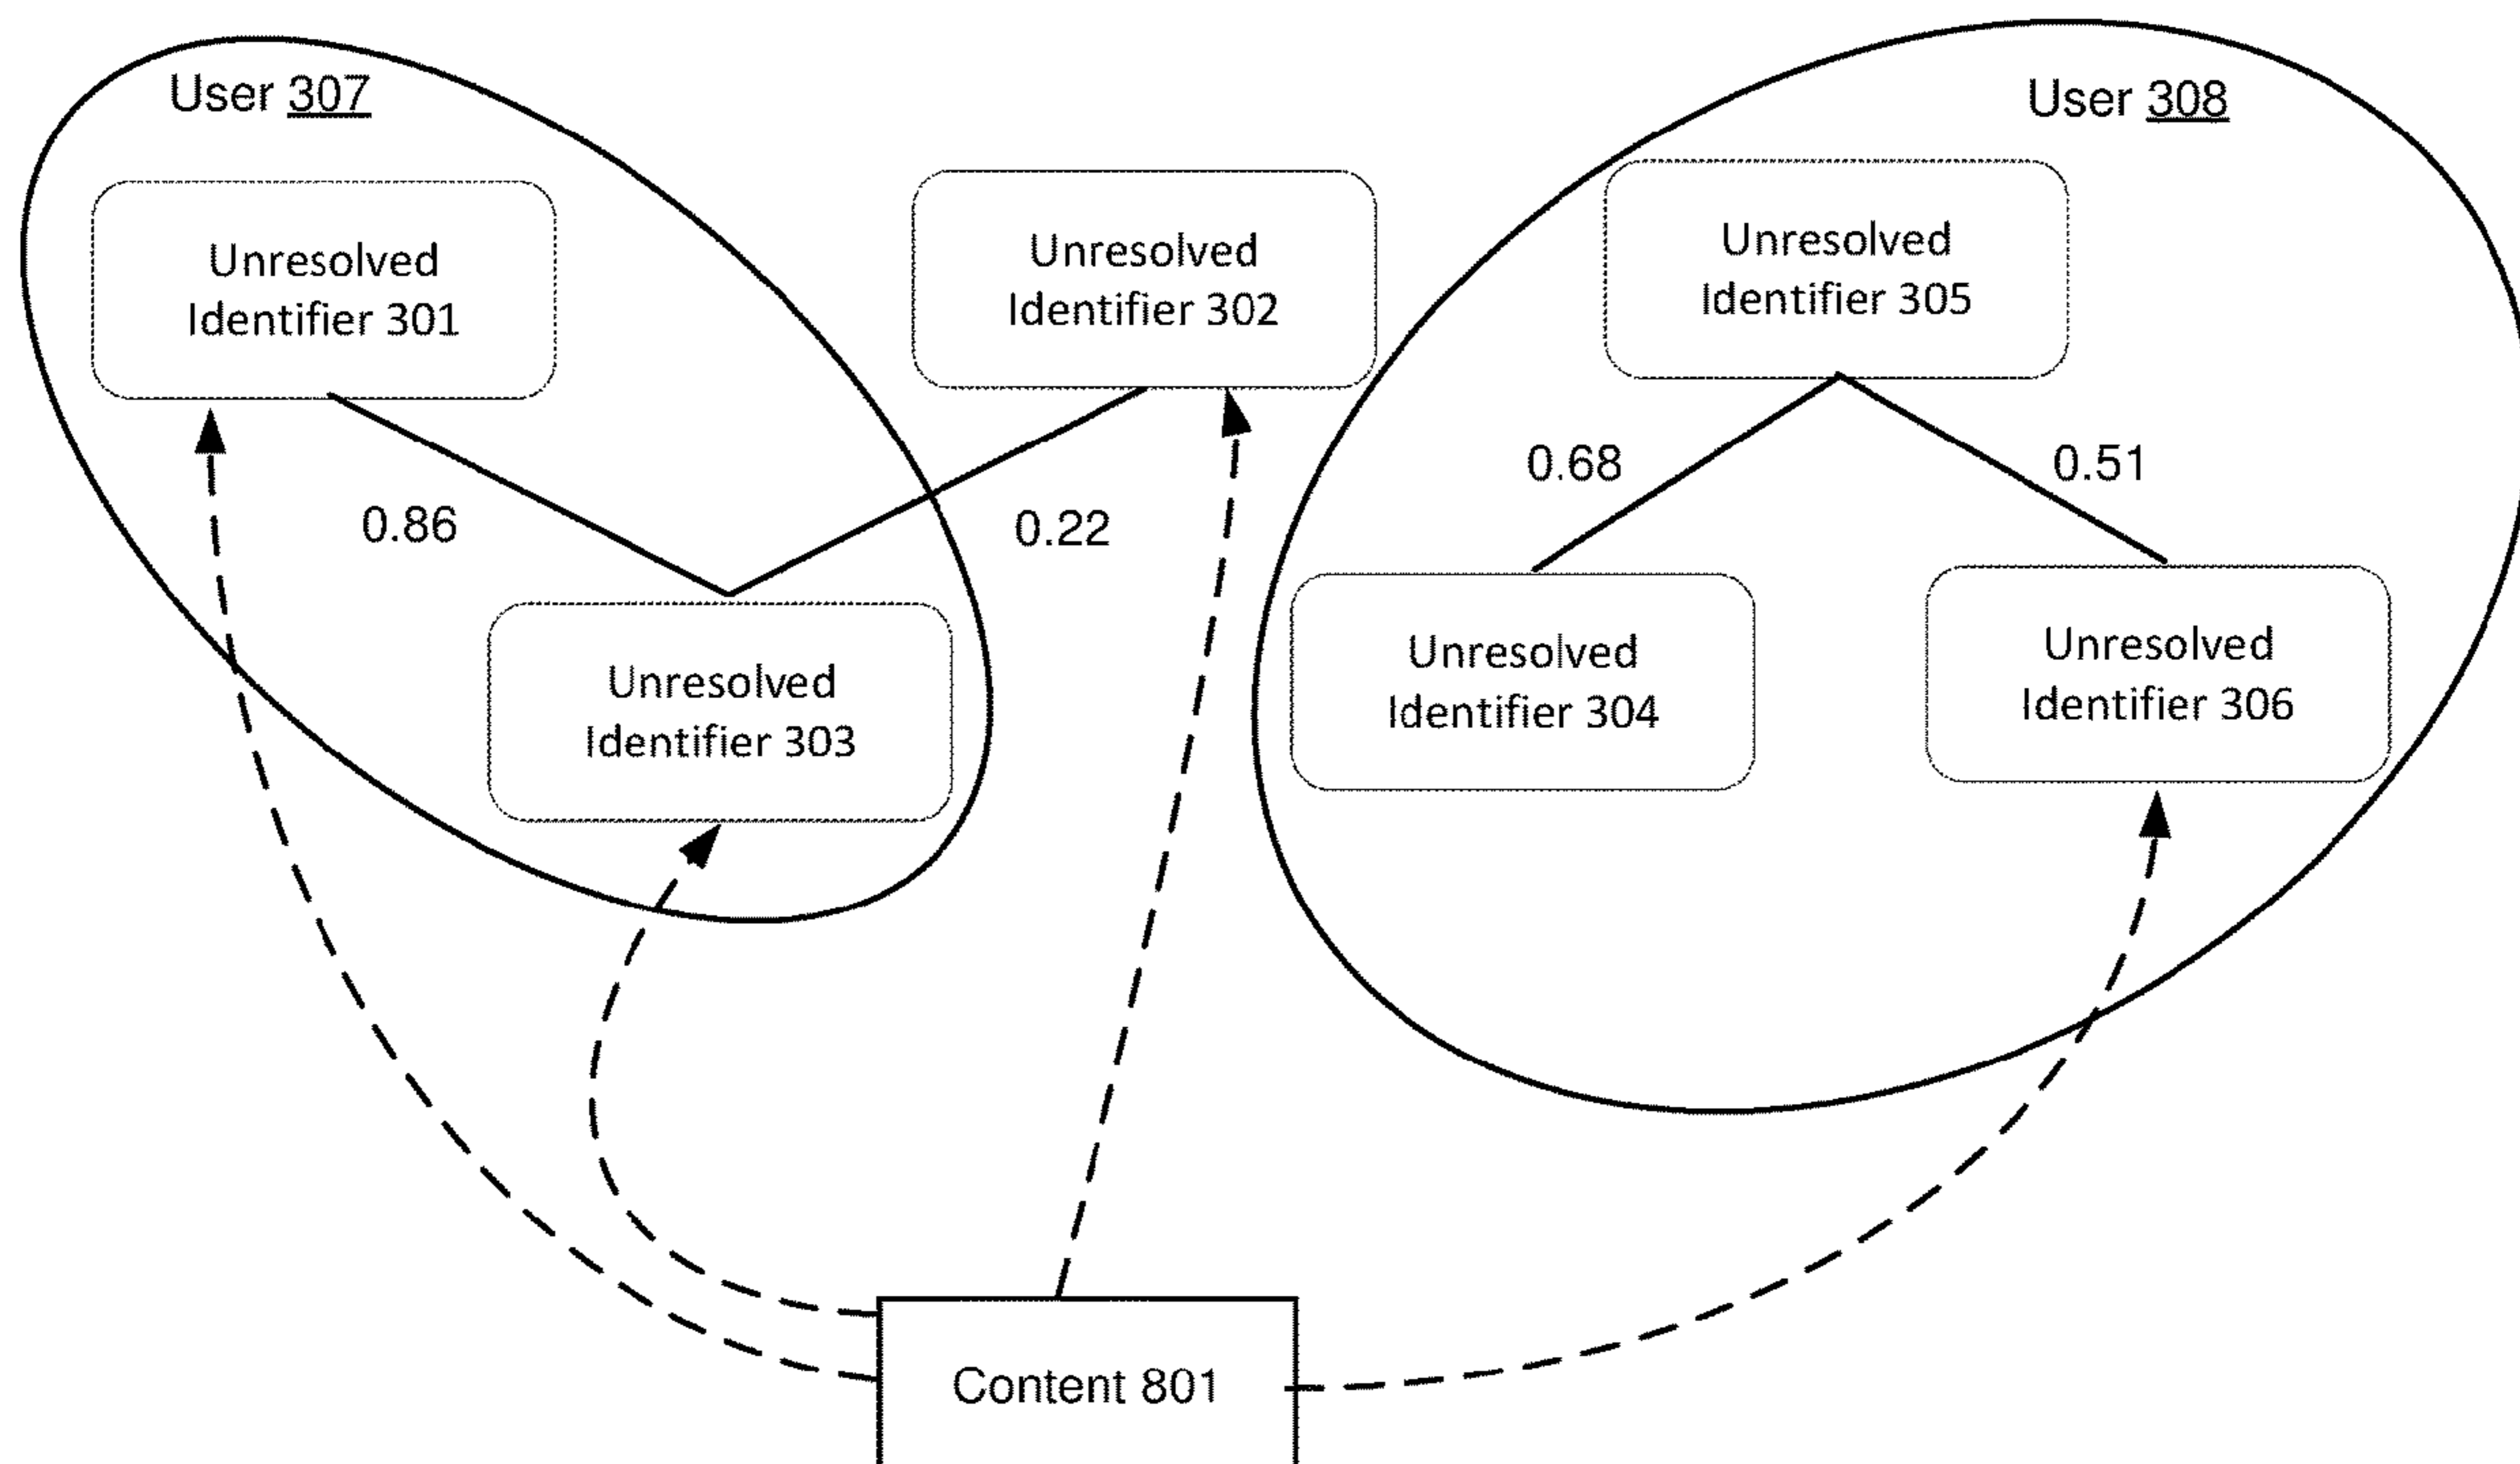 User 307
User 308
Unresolved
Identifier 301
Unresolved
Identifier 302
Unresolved
Identifier 305
0.86
0.22
0.68
0.51
Unresolved
Identifier 303
Unresolved
Identifier 304
Unresolved
Identifier 306
Content 801